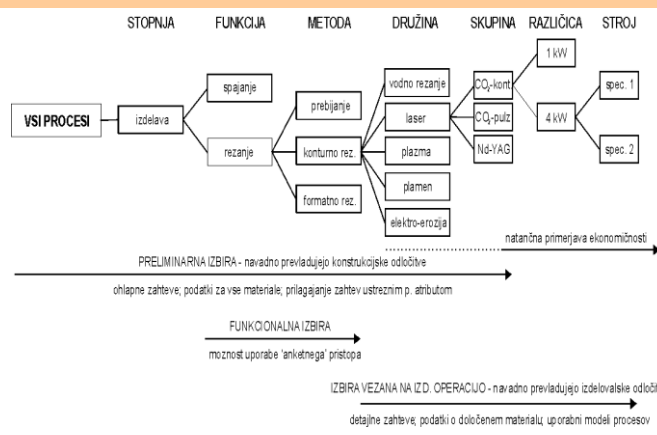 STOPNJA FUNKCIJA METODA DRUŽINA SKUPINA RAZLIČICA STROJ
1 kW
spajanje vodno rezanje CO₂-kont spec. 1
prebijanje
VSI PROCESI izdelava laser CO₂-pulz 4 kW
rezanje konturno rez. plazma Nd-YAG spec. 2
formatno rez. plamen
elektro-erozija
natančna primerjava ekonomičnosti
PRELIMINARNA IZBIRA - navadno prevladujejo konstrukcijske odločitve
ohlapne zahteve; podatki za vse materiale; prilagajanje zahtev ustreznim p. atributom
FUNKCIONALNA IZBIRA
moznost uporabe 'anketnega' pristopa
IZBIRA VEZANA NA IZD. OPERACIJO - navadno prevladujejo izdelovalske odločit
detajlne zahteve; podatki o določenem materialu; uporabni modeli procesov